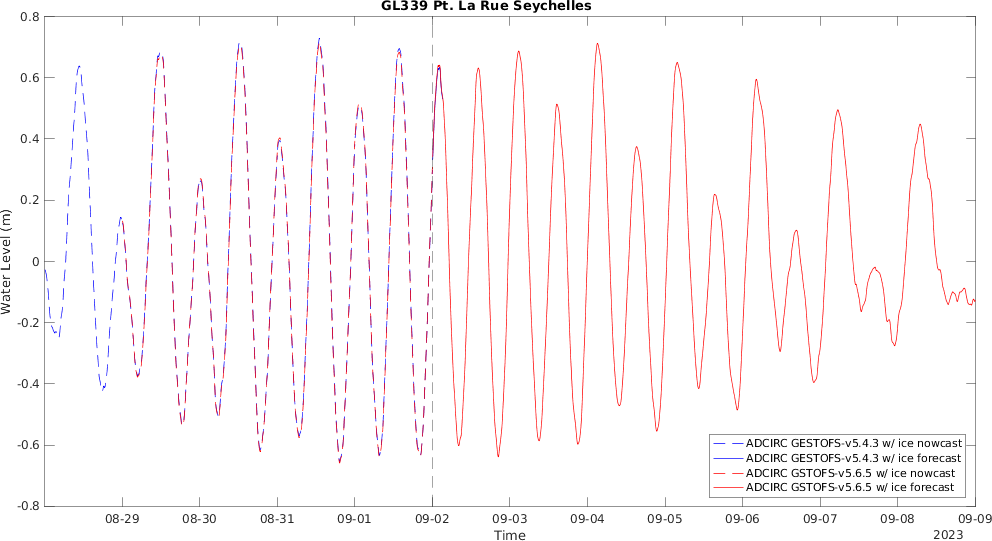 GL339 Pt. La Rue Seychelles
0.8
0.6
0.4
0.2
0
-0.2
-0.4
-0.6
-0.8
Water Level (m)
ADCIRC GESTOFS-v5.4.3 w/ ice nowcast
ADCIRC GESTOFS-v5.4.3 w/ ice forecast
ADCIRC GSTOFS-v5.6.5 w/ ice nowcast
ADCIRC GSTOFS-v5.6.5 w/ ice forecast
08-29 08-30 08-31 09-01 09-02 09-03 09-04 09-05 09-06 09-07 09-08 09-09
Time
2023